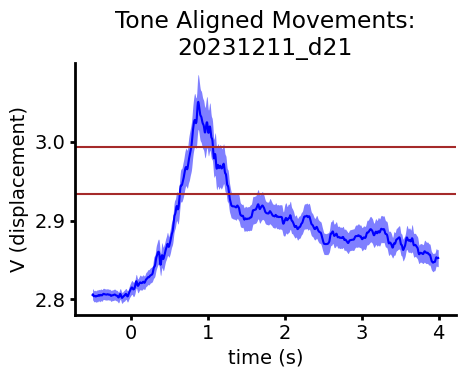 Tone Aligned Movements:
20231211_d21
V (displacement)
3.0
2.9
2.8
0 1 2 3 4
time (s)